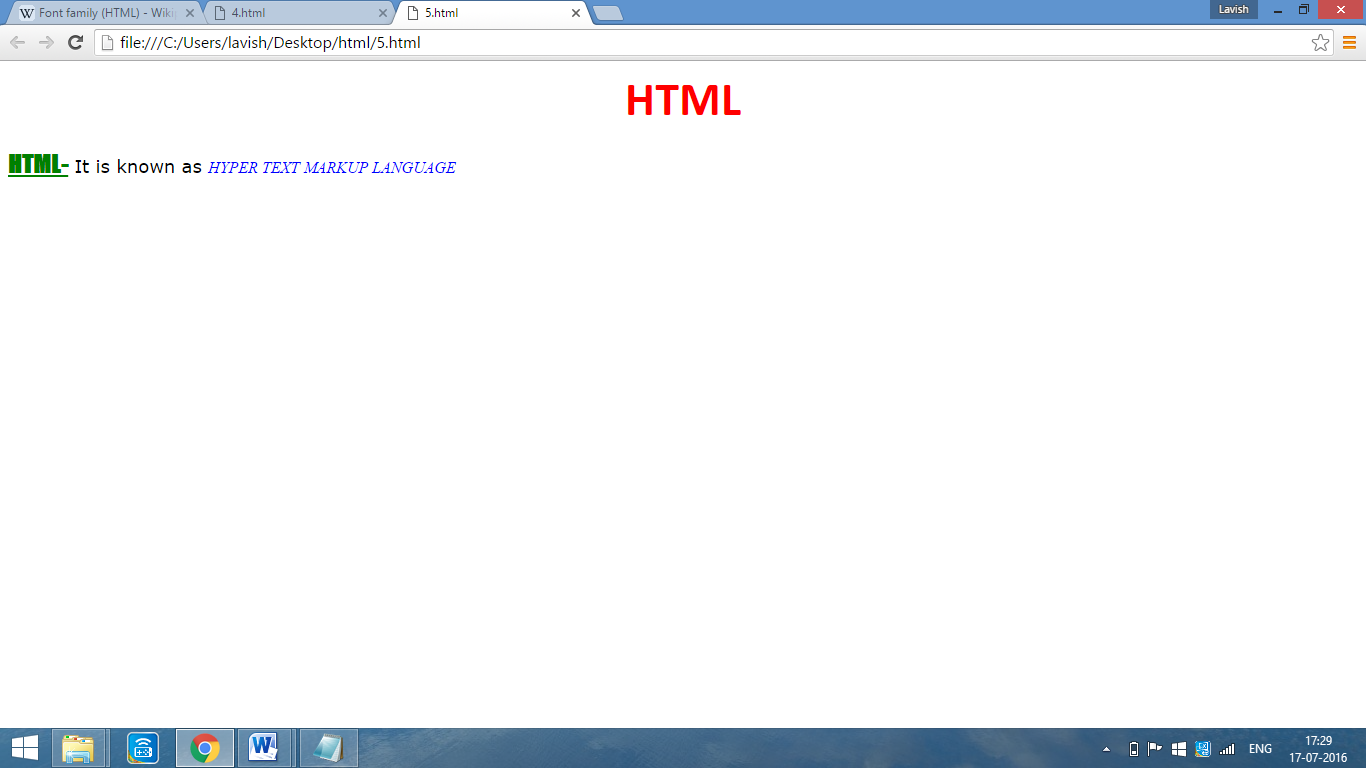 Font family (HTML) - Wiki
4.html
5.html
Lavish
file:///C:/Users/lavish/Desktop/html/5.html
HTML
HTML- It is known as HYPER TEXT MARKUP LANGUAGE
ENG
17:29
17-07-2016